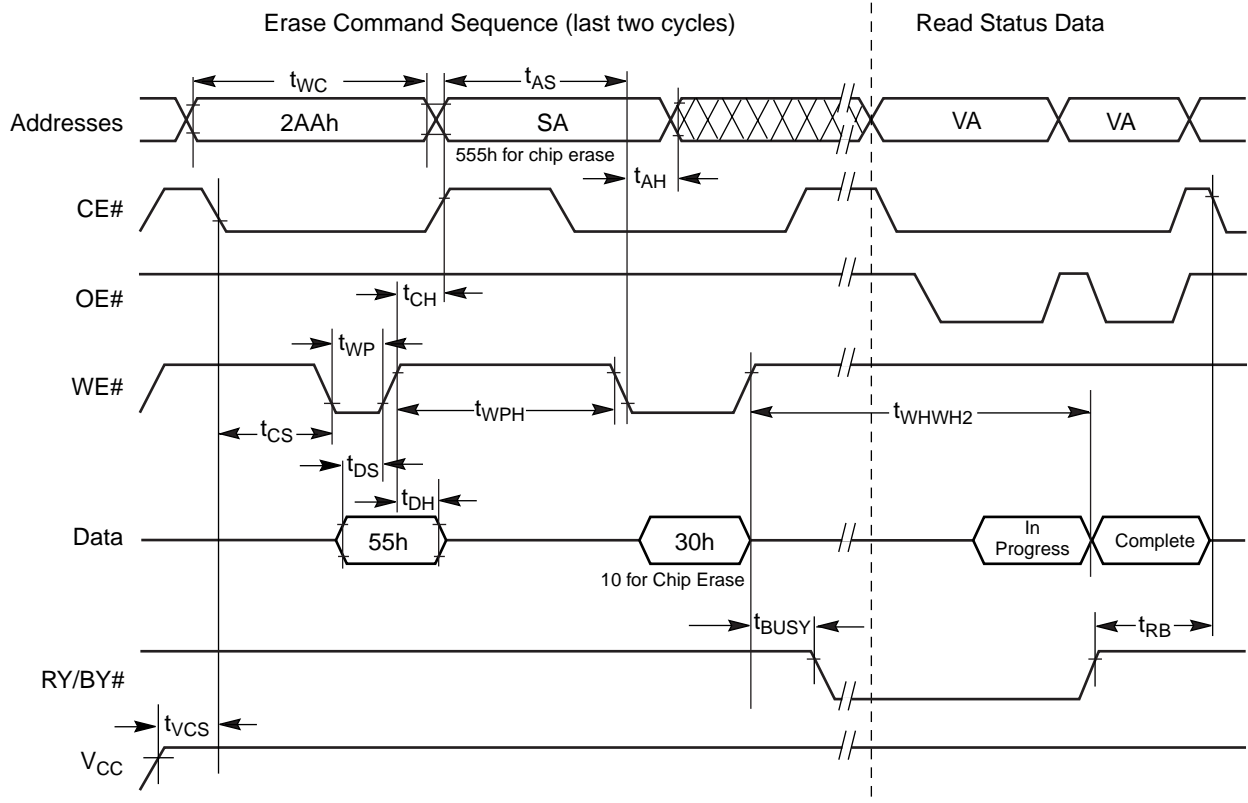 Erase Command Sequence (last two cycles)
Read Status Data
tWC
tAS
Addresses
2AAh
SA
VA
VA
555h for chip erase
tAH
CE#
OE#
tCH
tWP
WE#
tWPH
tWHWH2
tCS
tDS
tDH
Data
55h
30h
In
Progress
Complete
10 for Chip Erase
tBUSY
tRB
RY/BY#
tVCS
VCC